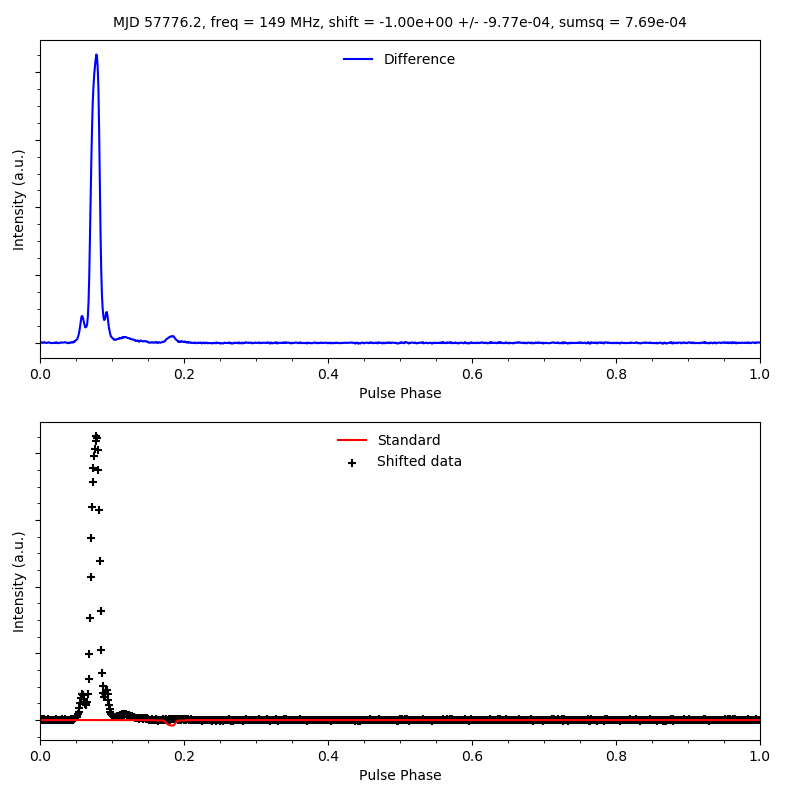 MJD 57776.2, freq = 149 MHz, shift = -1.00e+00 +/- -9.77e-04, sumsq = 7.69e-04
Difference
Intensity (a.u.)
0.0 0.2 0.4 0.6 0.8 1.0
Pulse Phase
Standard
Shifted data
Intensity (a.u.)
0.0 0.2 0.4 0.6 0.8 1.0
Pulse Phase